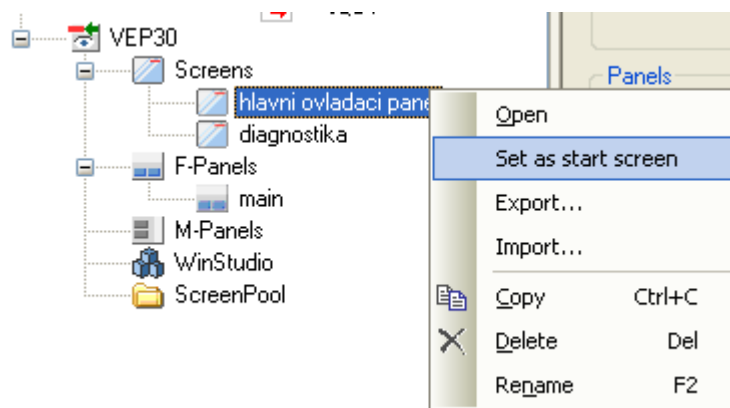 VEP30
Screens
hlavni ovladaci pane
diagnostika
F-Panels
main
M-Panels
WinStudio
ScreenPool
Panels
Open
Set as start screen
Export...
Import...
Copy Ctrl+C
Delete Del
Rename F2